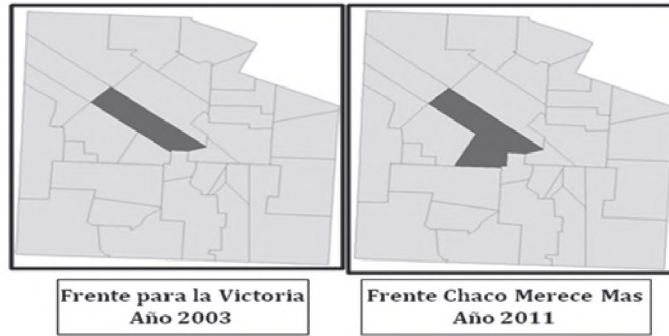 Frente para la Victoria
Año 2003
Frente Chaco Merece Mas
Año 2011